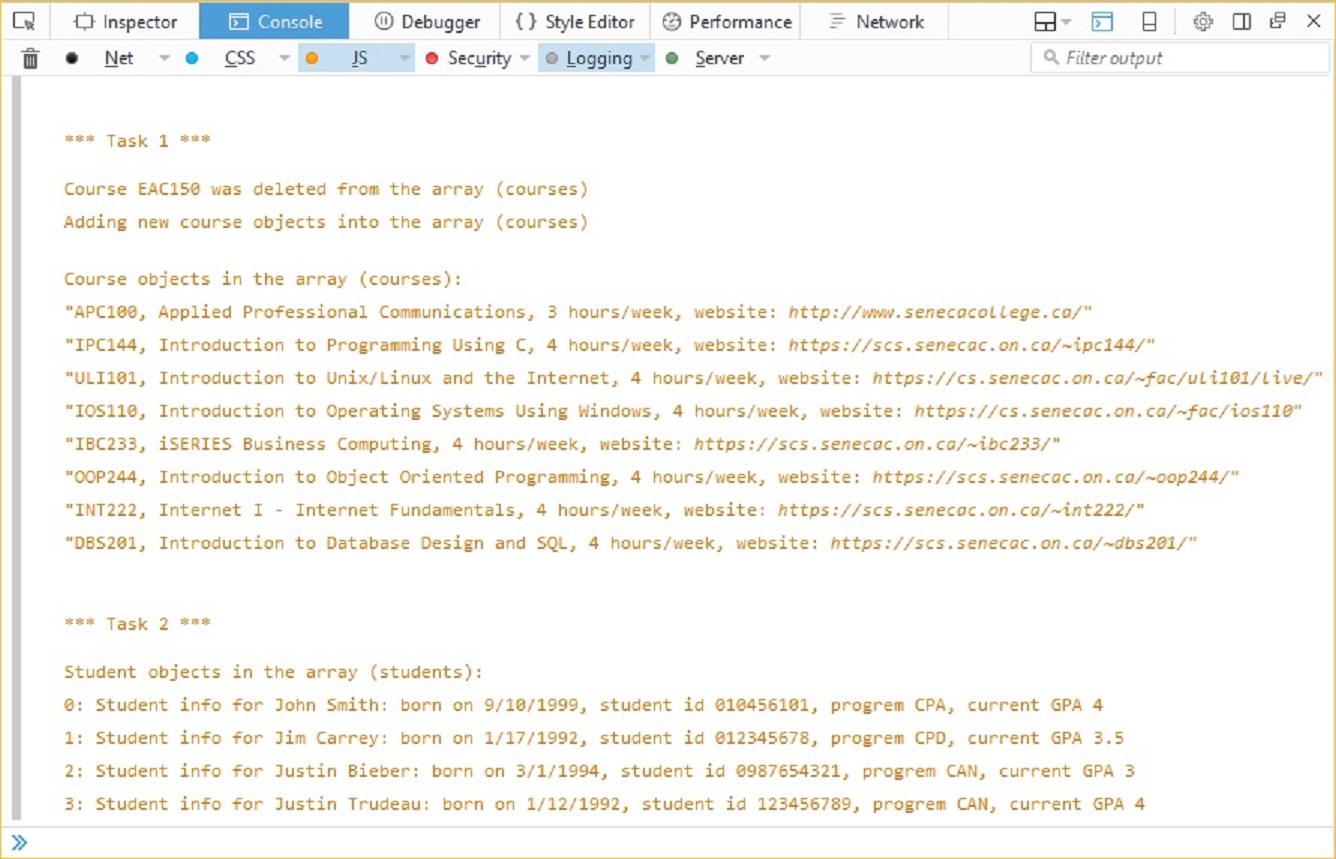 Inspector Console Debugger { } Style Editor Performance Network
Net CSS JS Security Logging Server Filter output
*** Task 1 ***
Course EAC150 was deleted from the array (courses)
Adding new course objects into the array (courses)
Course objects in the array (courses):
"APC100, Applied Professional Communications, 3 hours/week, website: http://www.senecacollege.ca/"
"IPC144, Introduction to Programming Using C, 4 hours/week, website: https://scs.senecac.on.ca/~ipc144/"
"ULI101, Introduction to Unix/Linux and the Internet, 4 hours/week, website: https://cs.senecac.on.ca/~fac/uli101/live/"
"IOS110, Introduction to Operating Systems Using Windows, 4 hours/week, website: https://cs.senecac.on.ca/~fac/ios110"
"IBC233, iSERIES Business Computing, 4 hours/week, website: https://scs.senecac.on.ca/~ibc233/"
"OOP244, Introduction to Object Oriented Programming, 4 hours/week, website: https://scs.senecac.on.ca/~oop244/"
"INT222, Internet I - Internet Fundamentals, 4 hours/week, website: https://scs.senecac.on.ca/~int222/"
"DBS201, Introduction to Database Design and SQL, 4 hours/week, website: https://scs.senecac.on.ca/~dbs201/"
*** Task 2 ***
Student objects in the array (students):
0: Student info for John Smith: born on 9/10/1999, student id 010456101, progrem CPA, current GPA 4
1: Student info for Jim Carrey: born on 1/17/1992, student id 012345678, progrem CPD, current GPA 3.5
2: Student info for Justin Bieber: born on 3/1/1994, student id 0987654321, progrem CAN, current GPA 3
3: Student info for Justin Trudeau: born on 1/12/1992, student id 123456789, progrem CAN, current GPA 4